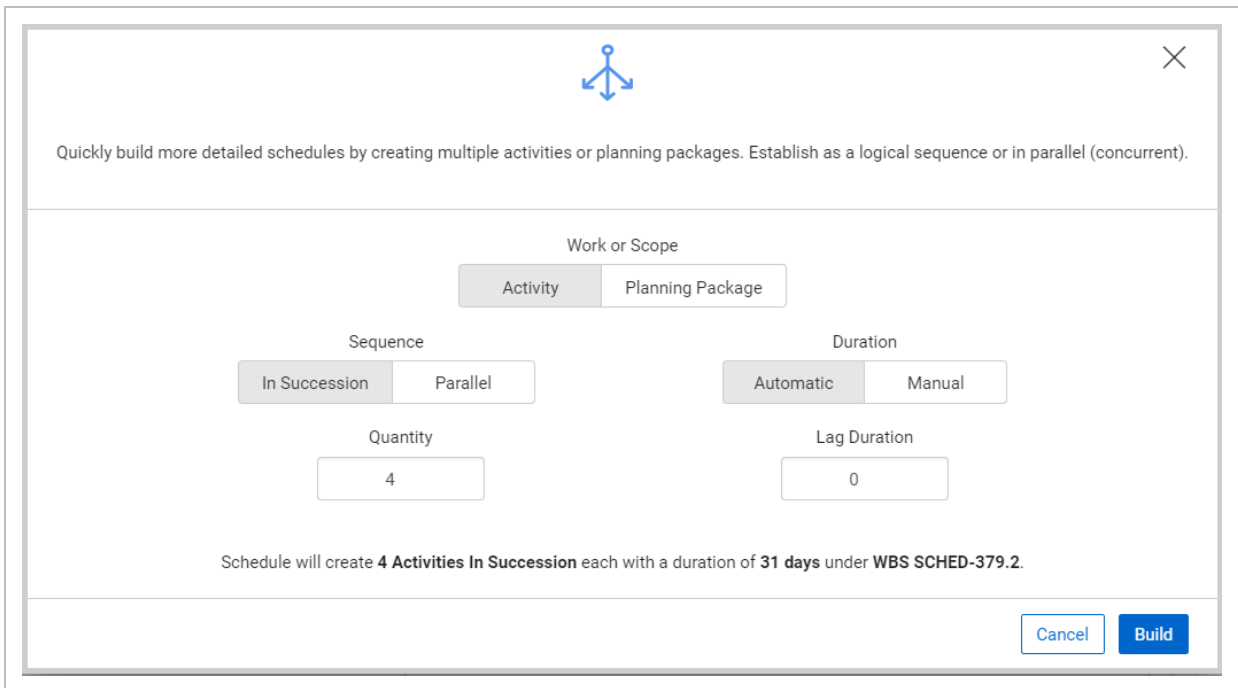 Quickly build more detailed schedules by creating multiple activities or planning packages. Establish as a logical sequence or in parallel (concurrent).
Work or Scope
Activity Planning Package
Sequence Duration
In Succession Parallel Automatic Manual
Quantity Lag Duration
4 0
Schedule will create 4 Activities In Succession each with a duration of 31 days under WBS SCHED-379.2.
Cancel Build